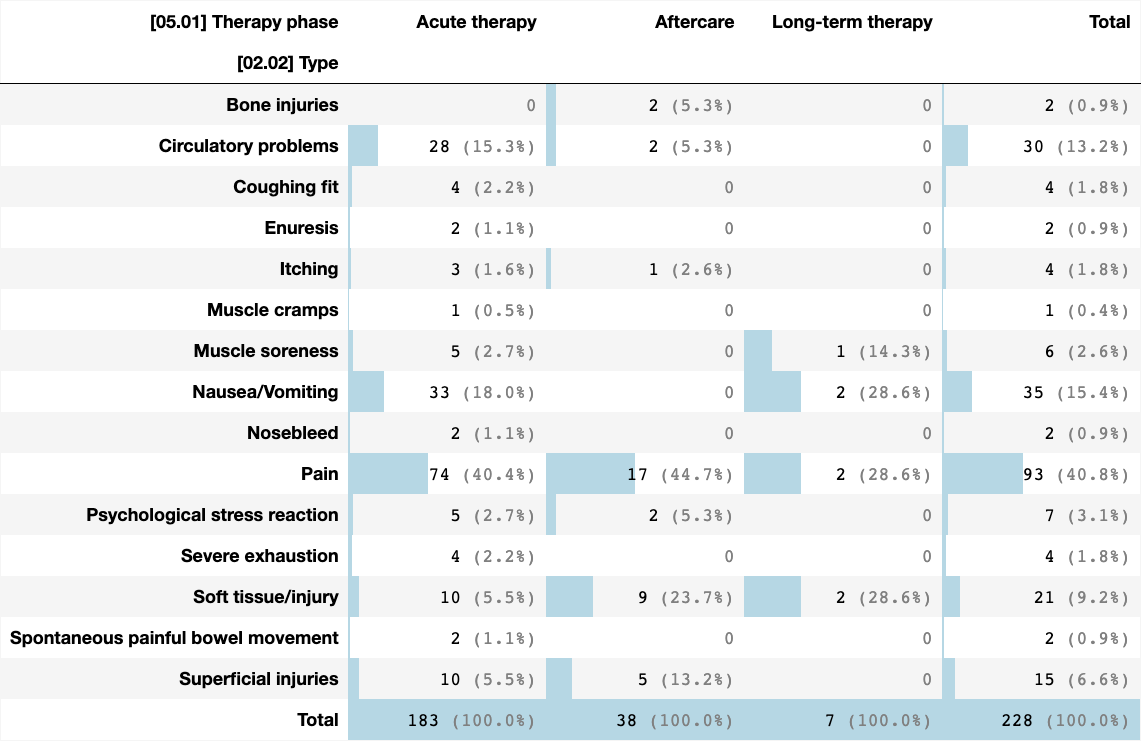 [05.01] Therapy phase Acute therapy Aftercare Long-term therapy Total
[02.02] Type
Bone injuries 0 2 (5.3%) 0 2 (0.9%)
Circulatory problems 28 (15.3%) 2 (5.3%) 0 30 (13.2%)
Coughing fit 4 (2.2%) 0 0 4 (1.8%)
Enuresis 2 (1.1%) 0 0 2 (0.9%)
Itching 3 (1.6%) 1 (2.6%) 0 4 (1.8%)
Muscle cramps 1 (0.5%) 0 0 1 (0.4%)
Muscle soreness 5 (2.7%) 0 1 (14.3%) 6 (2.6%)
Nausea/Vomiting 33 (18.0%) 0 2 (28.6%) 35 (15.4%)
Nosebleed 2 (1.1%) 0 0 2 (0.9%)
Pain 74 (40.4%) 17 (44.7%) 2 (28.6%) 93 (40.8%)
Psychological stress reaction 5 (2.7%) 2 (5.3%) 0 7 (3.1%)
Severe exhaustion 4 (2.2%) 0 0 4 (1.8%)
Soft tissue/injury 10 (5.5%) 9 (23.7%) 2 (28.6%) 21 (9.2%)
Spontaneous painful bowel movement 2 (1.1%) 0 0 2 (0.9%)
Superficial injuries 10 (5.5%) 5 (13.2%) 0 15 (6.6%)
Total 183 (100.0%) 38 (100.0%) 7 (100.0%) 228 (100.0%)